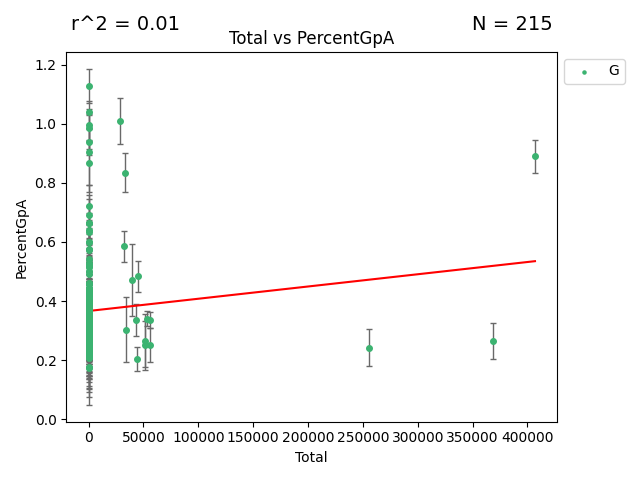 r^2 = 0.01
N = 215
Total vs PercentGpA
G
1.2
1.0
0.8
0.6
0.4
0.2
0.0
PercentGpA
0 50000 100000 150000 200000 250000 300000 350000 400000
Total